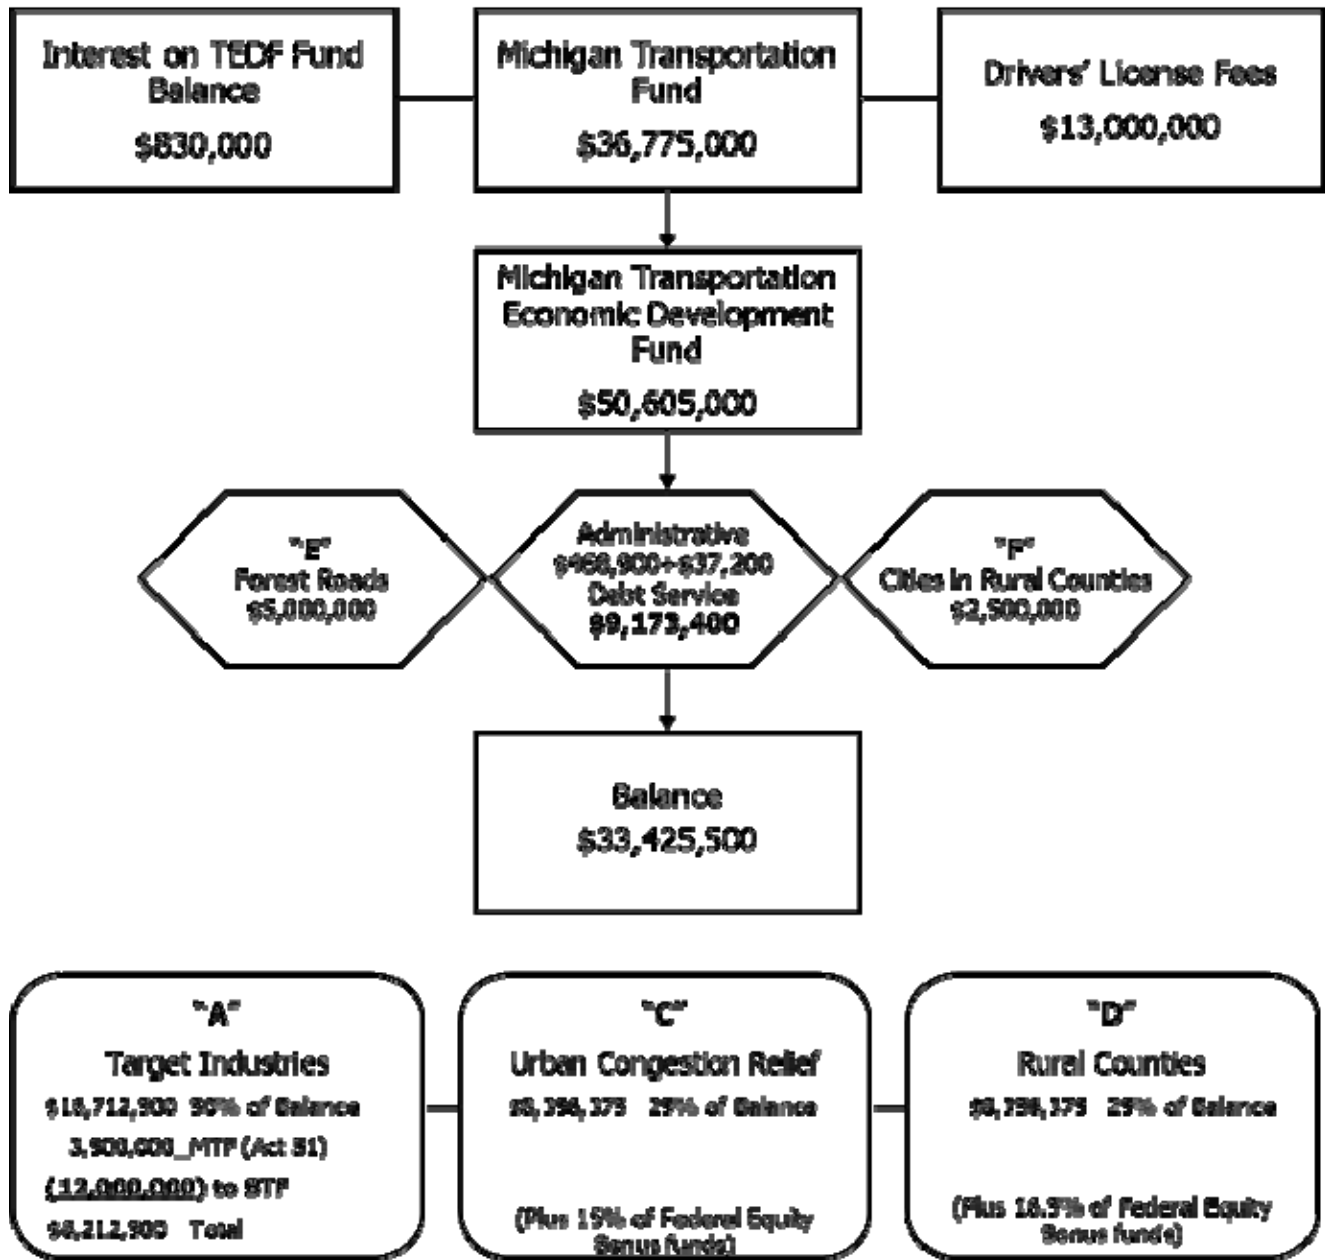 Interest on TEDF Fund
Balance
$830,000
Michigan Transportation
Fund
$36,775,000
Drivers' License Fees
$13,000,000
Michigan Transportation
Economic Development
Fund
$50,605,000
"E"
Forest Roads
$5,000,000
Administrative
$468,900+$37,200
Debt Service
$9,173,400
"F"
Cities in Rural Counties
$2,500,000
Balance
$33,425,500
"A"
Target Industries
$16,712,900 50% of Balance
3,500,000_MTF (Act 51)
(12,000,000) to STF
$8,212,900 Total
"C"
Urban Congestion Relief
$8,356,375 25% of Balance
(Plus 15% of Federal Equity
Bonus funds)
"D"
Rural Counties
$8,356,375 25% of Balance
(Plus 16.5% of Federal Equity
Bonus funds)